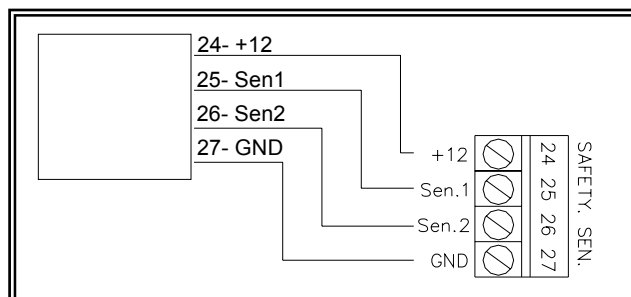 24- +12
25- Sen1
26- Sen2
27- GND
+12
Sen.1
Sen.2
GND
24
25
26
27
SAFETY. SEN.